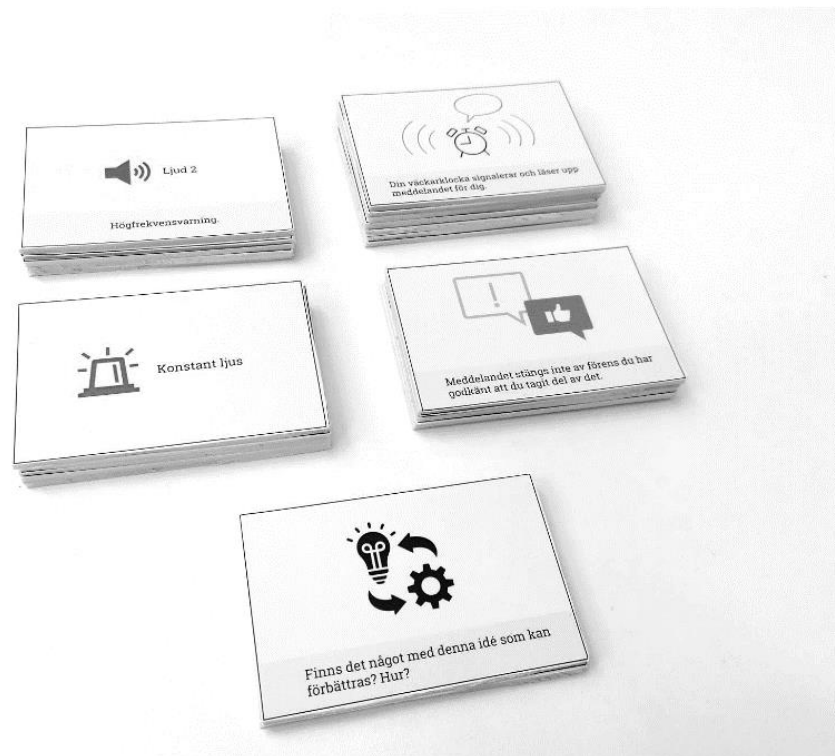 Ljud 2
Högfrekvensvarning.
Din väckarklocka signalerar och läser upp
meddelandet för dig.
Konstant ljus
Meddelandet stängs inte av förens du har
godkänt att du tagit del av det.
Finns det något med denna idé som kan
förbättras? Hur?